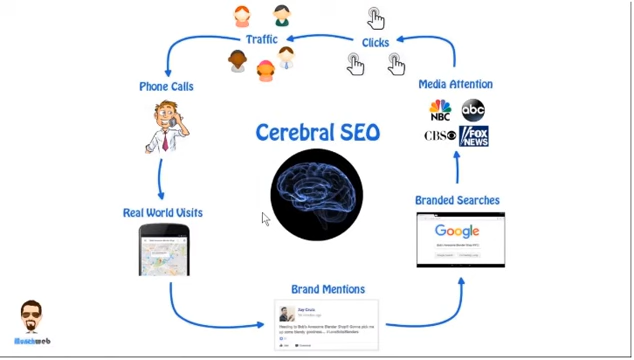 Traffic
Clicks
Phone Calls
Media Attention
NBC
abc
CBS
FOX
NEWS
Cerebral SEO
Real World Visits
Branded Searches
Google
Brand Mentions